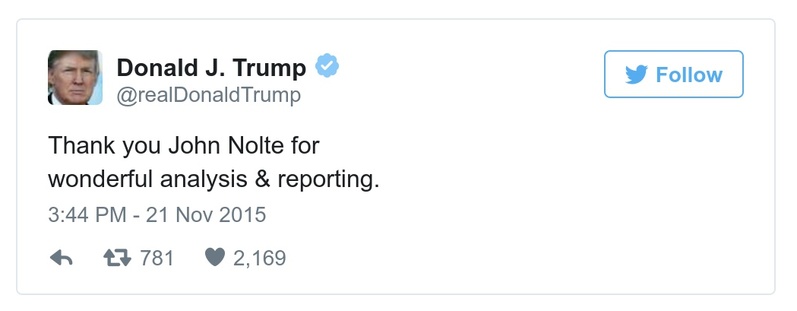 Donald J. Trump
@realDonaldTrump
Follow
Thank you John Nolte for
wonderful analysis & reporting.
3:44 PM - 21 Nov 2015
781 2,169